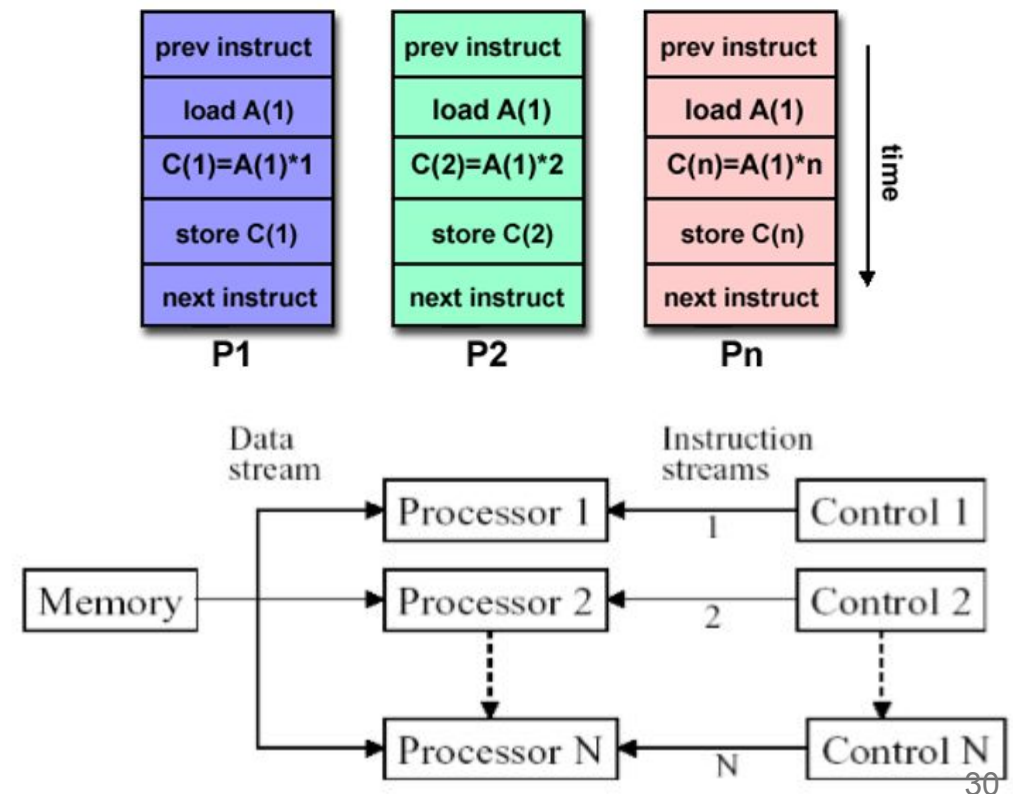 prev instruct
load A(1)
C(1)=A(1)*1
store C(1)
next instruct
P1
prev instruct
load A(1)
C(2)=A(1)*2
store C(2)
next instruct
P2
prev instruct
load A(1)
C(n)=A(1)*n
store C(n)
next instruct
Pn
time
Data
stream
Instruction
streams
Memory
Processor 1
1
Control 1
Processor 2
2
Control 2
Processor N
N
Control N
30